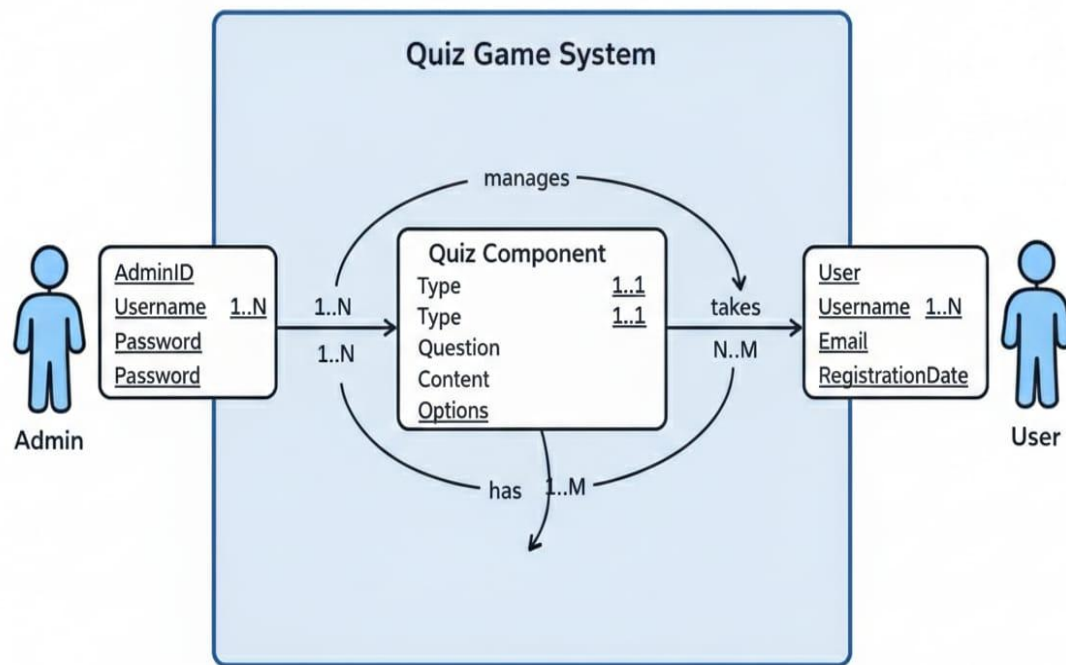 Quiz Game System
manages
AdminID
Username 1..N
Password
Password
Admin
1..N
1..N
Quiz Component
Type 1..1
Type 1..1
Question
Content
Options
takes
N..M
User
Username 1..N
Email
RegistrationDate
User
has 1..M